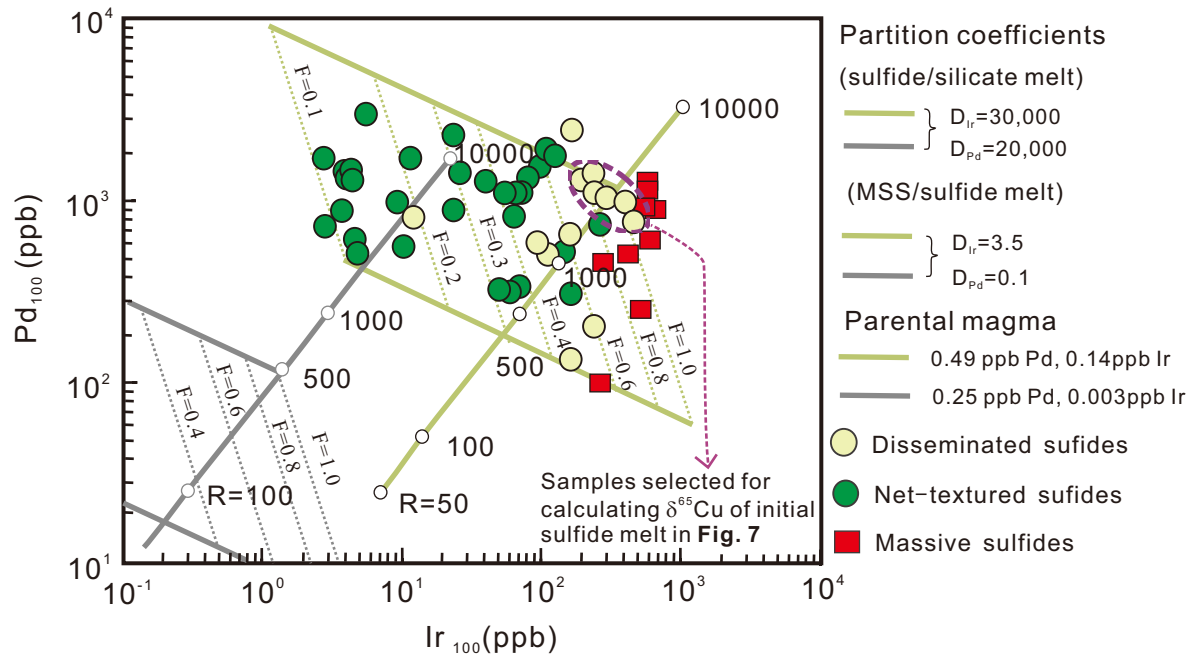 10⁴
10³
10²
10¹
Pd₁₀₀ (ppb)
10⁻¹
10⁰
10¹
10²
10³
10⁴
Ir ₁₀₀(ppb)
F=0.1
F=0.2
F=0.3
F=0.4
F=0.6
F=0.8
F=1.0
10000
1000
500
100
R=50
10000
1000
500
R=100
F=0.4
F=0.6
F=0.8
F=1.0
Samples selected for
calculating δ⁶⁵Cu of initial
sulfide melt in Fig. 7
Partition coefficients
(sulfide/silicate melt)
D_Ir=30,000
D_Pd=20,000
(MSS/sulfide melt)
D_Ir=3.5
D_Pd=0.1
Parental magma
0.49 ppb Pd, 0.14ppb Ir
0.25 ppb Pd, 0.003ppb Ir
Disseminated sufides
Net-textured sufides
Massive sulfides